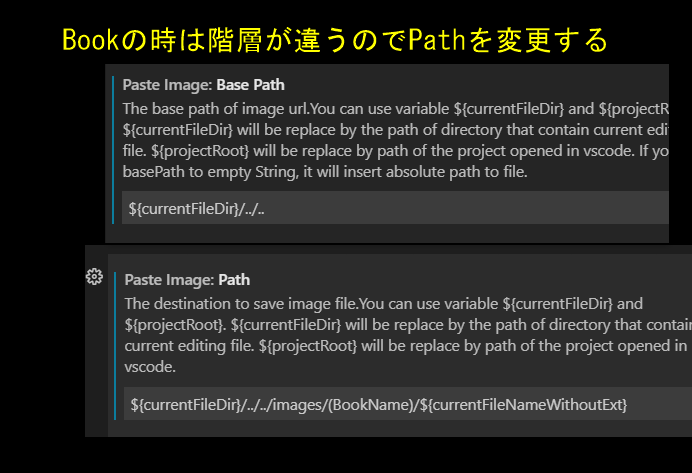 Bookの時は階層が違うのでPathを変更する
Paste Image: Base Path
The base path of image url.You can use variable ${currentFileDir} and ${projectR
${currentFileDir} will be replace by the path of directory that contain current edi
file. ${projectRoot} will be replace by path of the project opened in vscode. If yo
basePath to empty String, it will insert absolute path to file.
${currentFileDir}/../..
Paste Image: Path
The destination to save image file.You can use variable ${currentFileDir} and
${projectRoot}. ${currentFileDir} will be replace by the path of directory that contain
current editing file. ${projectRoot} will be replace by path of the project opened in
vscode.
${currentFileDir}/../../images/(BookName)/${currentFileNameWithoutExt}